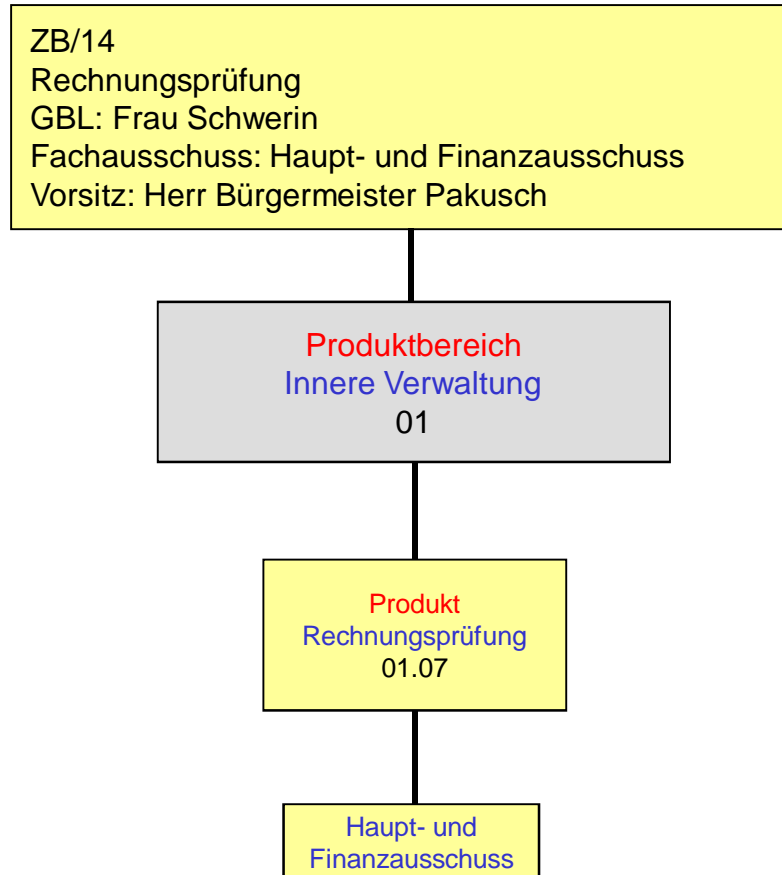 ZB/14
Rechnungsprüfung
GBL: Frau Schwerin
Fachausschuss: Haupt- und Finanzausschuss
Vorsitz: Herr Bürgermeister Pakusch
Produktbereich
Innere Verwaltung
01
Produkt
Rechnungsprüfung
01.07
Haupt- und
Finanzausschuss